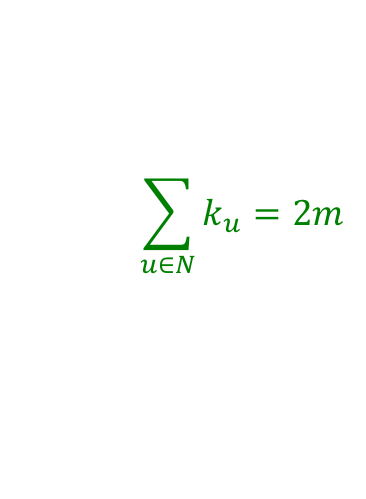 ∑_{u∈N} k_u = 2m